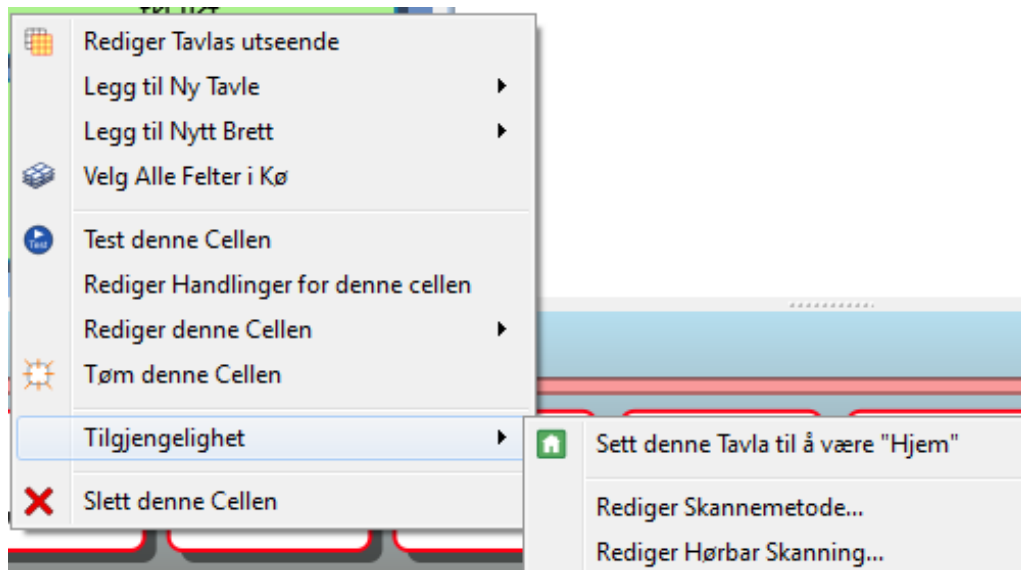 Rediger Tavlas utseende
Legg til Ny Tavle
Legg til Nytt Brett
Velg Alle Felter i Kø
Test
Test denne Cellen
Rediger Handlinger for denne cellen
Rediger denne Cellen
Tøm denne Cellen
Tilgjengelighet
Slett denne Cellen
Sett denne Tavla til å være "Hjem"
Rediger Skannemetode...
Rediger Hørbar Skanning...